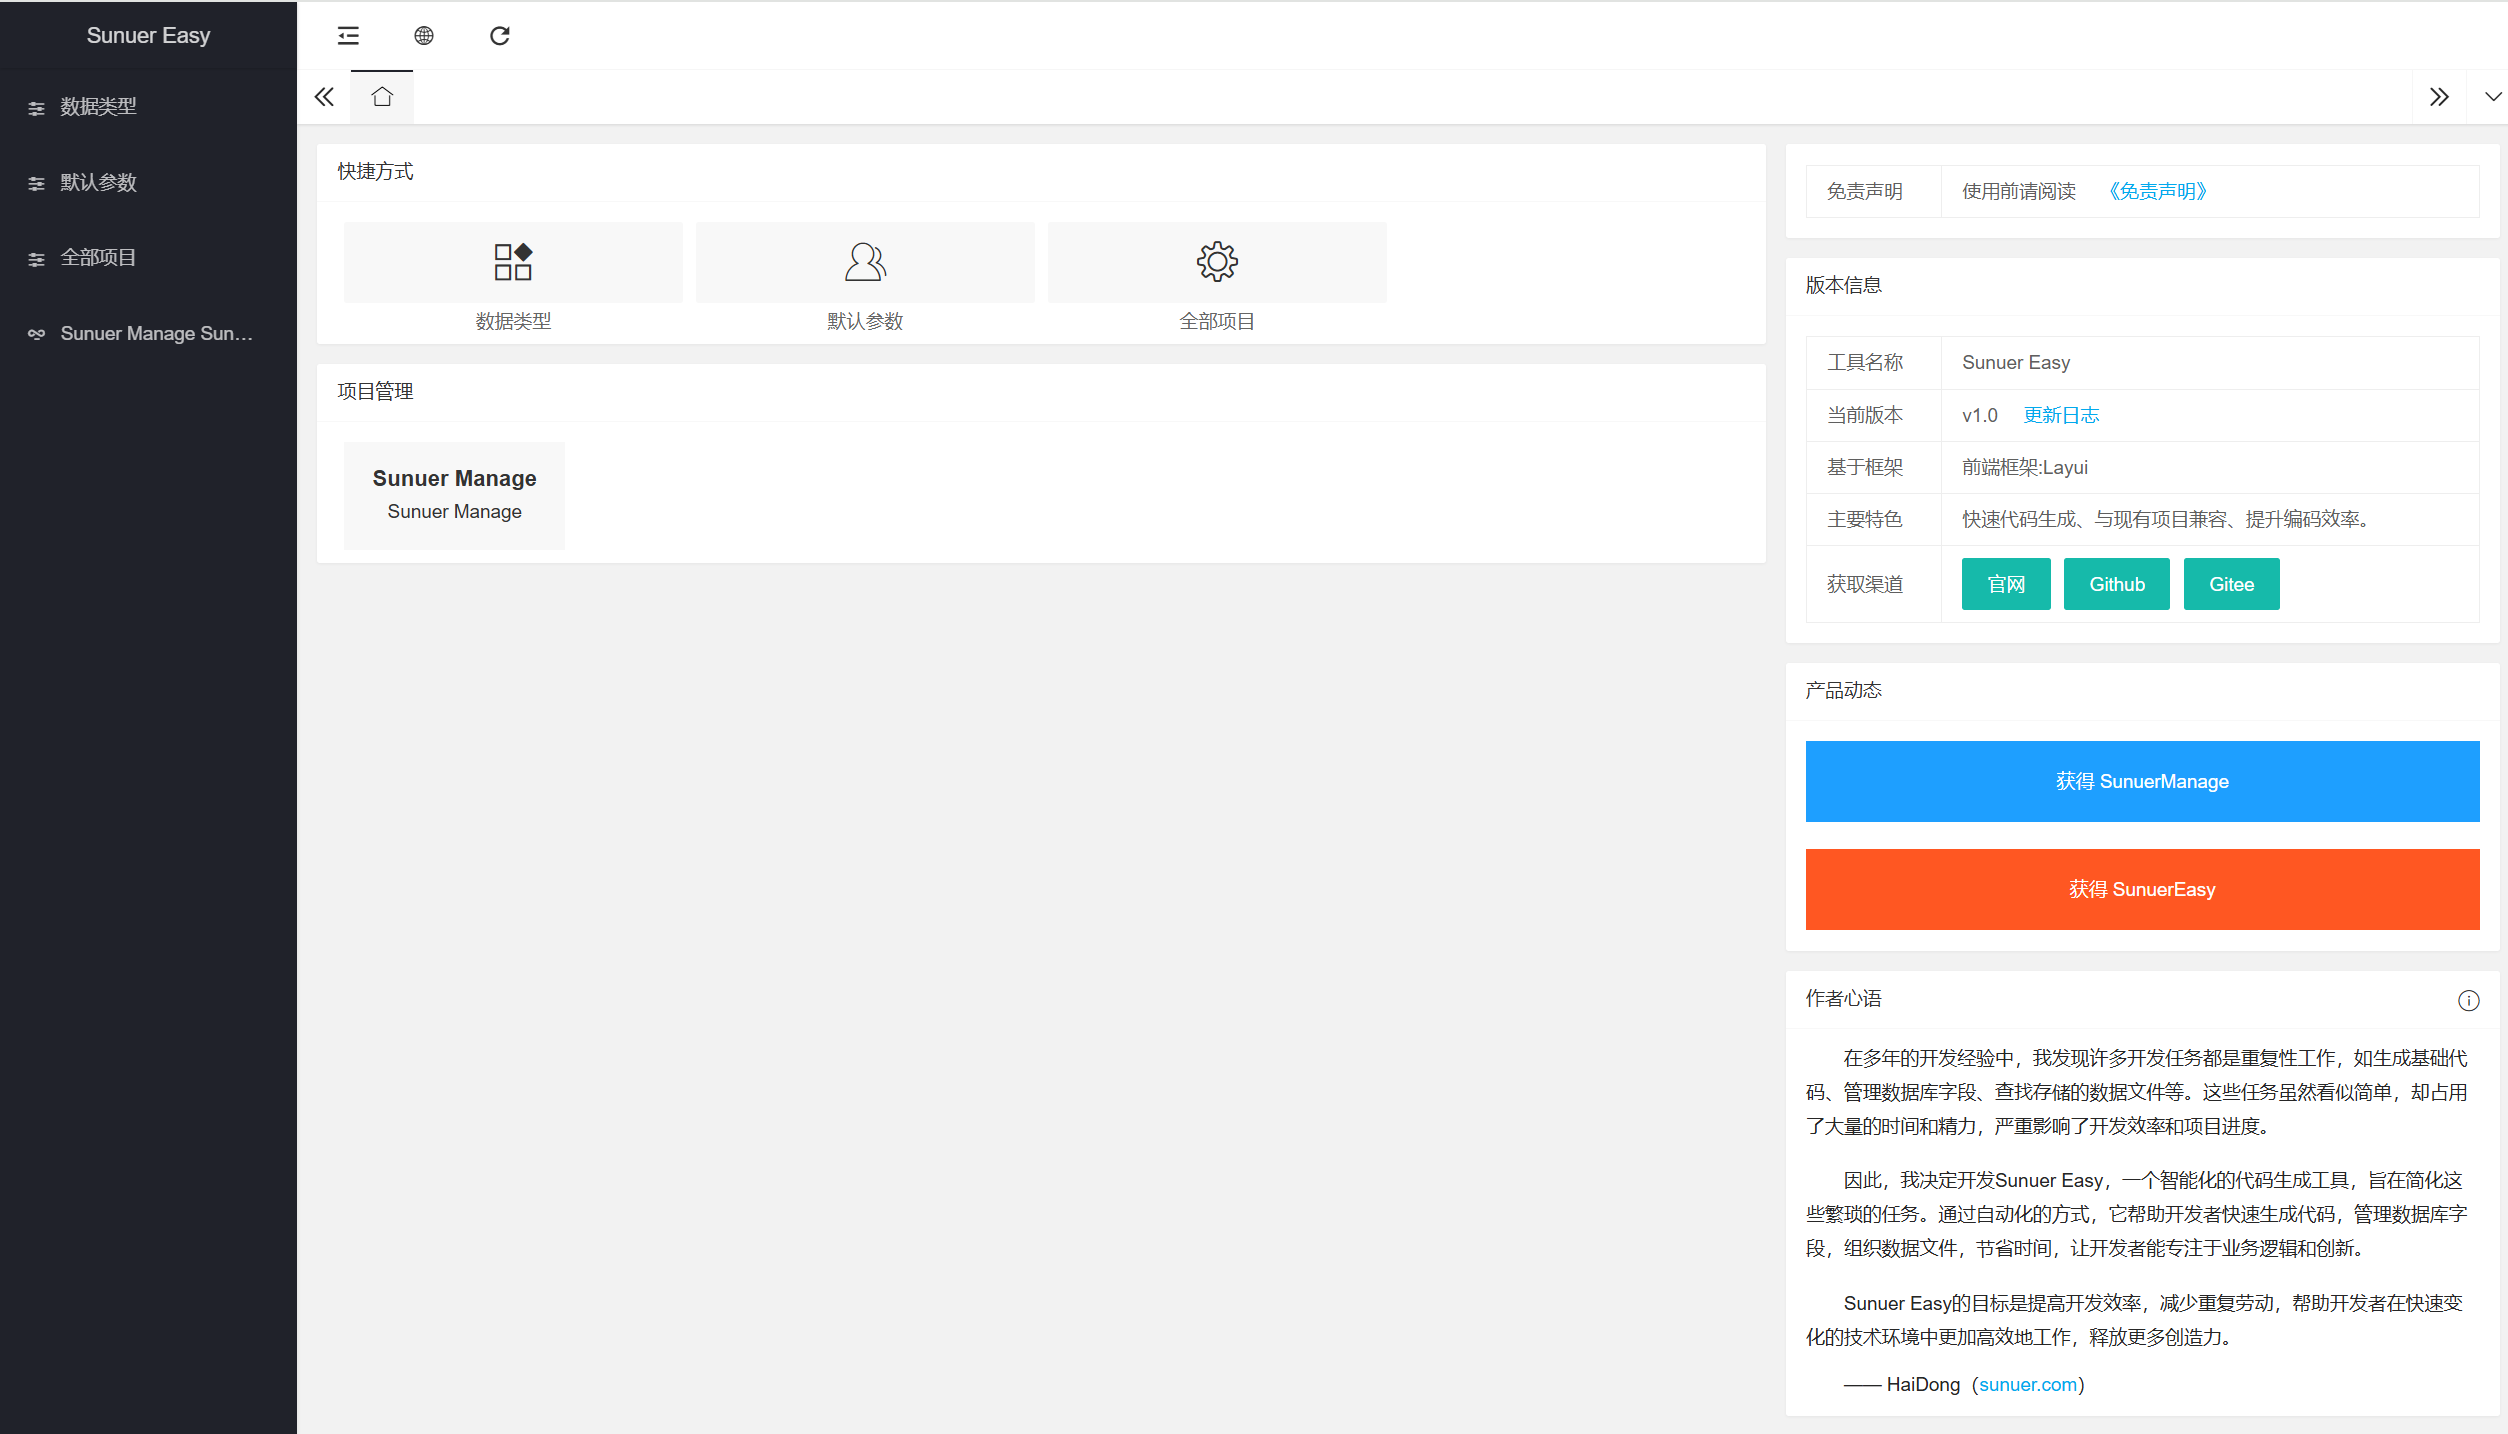 Sunuer Easy
数据类型
默认参数
全部项目
Sunuer Manage Sun...
快捷方式
数据类型
默认参数
全部项目
项目管理
Sunuer Manage
Sunuer Manage
免责声明 使用前请阅读 《免责声明》
版本信息
工具名称 Sunuer Easy
当前版本 v1.0 更新日志
基于框架 前端框架:Layui
主要特色 快速代码生成、与现有项目兼容、提升编码效率。
获取渠道 官网 Github Gitee
产品动态
获得 SunuerManage
获得 SunuerEasy
作者心语
在多年的开发经验中，我发现许多开发任务都是重复性工作，如生成基础代
码、管理数据库字段、查找存储的数据文件等。这些任务虽然看似简单，却占用
了大量的时间和精力，严重影响了开发效率和项目进度。
因此，我决定开发Sunuer Easy，一个智能化的代码生成工具，旨在简化这
些繁琐的任务。通过自动化的方式，它帮助开发者快速生成代码，管理数据库字
段，组织数据文件，节省时间，让开发者能专注于业务逻辑和创新。
Sunuer Easy的目标是提高开发效率，减少重复劳动，帮助开发者在快速变
化的技术环境中更加高效地工作，释放更多创造力。
—— HaiDong（sunuer.com）